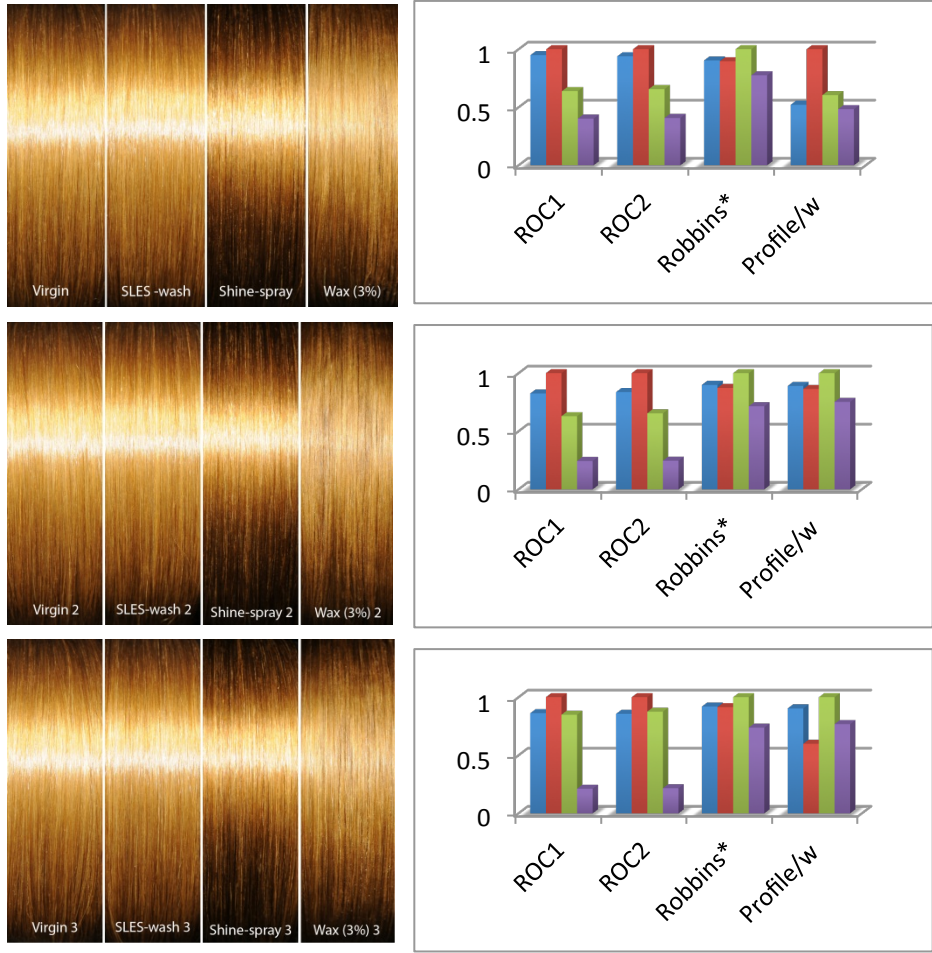 Virgin
SLES -wash
Shine-spray
Wax (3%)
1
0.5
0
ROC1
ROC2
Robbins*
Profile/w
Virgin 2
SLES-wash 2
Shine-spray 2
Wax (3%) 2
1
0.5
0
ROC1
ROC2
Robbins*
Profile/w
Virgin 3
SLES-wash 3
Shine-spray 3
Wax (3%) 3
1
0.5
0
ROC1
ROC2
Robbins*
Profile/w